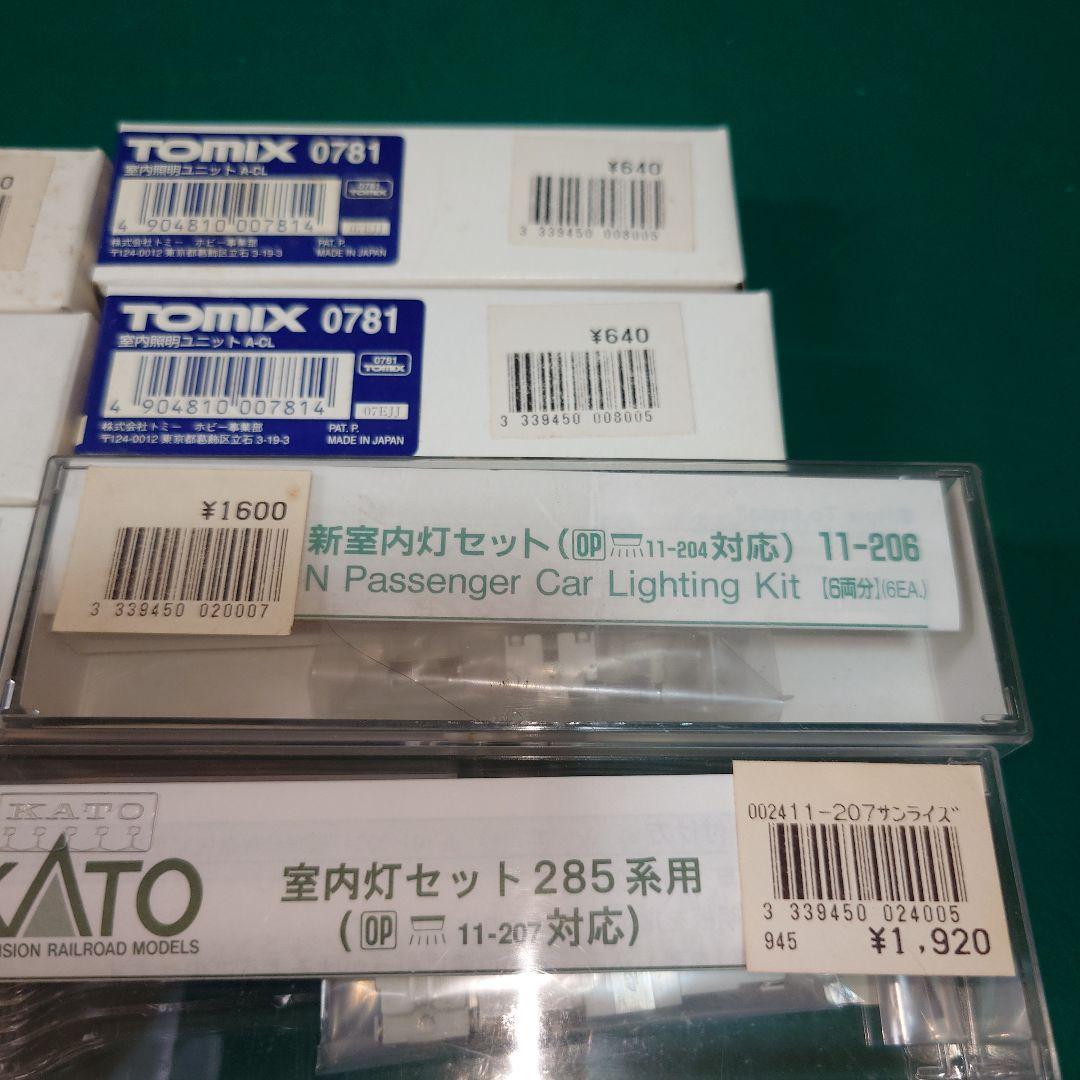 0
TOMIX 0781
室内照明ユニット A-CL
0781
TOMIX
4 904810 007814
07EJJ
株式会社トミー ホビー事業部
〒124-0012 東京都葛飾区立石 3-19-3
PAT. P.
MADE IN JAPAN
¥640
3 339450 008005
TOMIX 0781
室内照明ユニット A-CL
0781
TOMIX
4 904810 007814
07EJJ
株式会社トミー ホビー事業部
〒124-0012 東京都葛飾区立石 3-19-3
PAT. P.
MADE IN JAPAN
¥640
3 339450 008005
¥1600
3 339450 020007
新室内灯セット(OP 11-204対応) 11-206
N Passenger Car Lighting Kit [6両分](6EA.)
KATO
KATO
ISION RAILROAD MODELS
室内灯セット285系用
(OP 11-207対応)
002411-207サンライズ
3 339450 024005
945
¥1,920